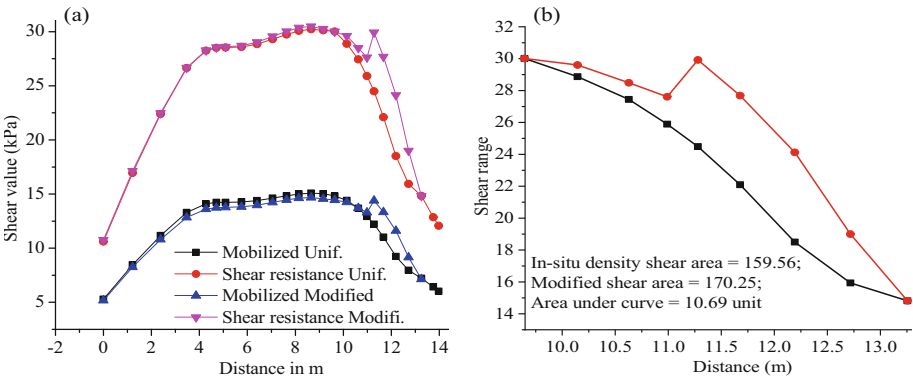 (a)
Shear value (kPa)
30
25
20
15
10
5
Mobilized Unif.
Shear resistance Unif.
Mobilized Modified
Shear resistance Modifi.
-2 0 2 4 6 8 10 12 14
Distance in m
(b)
Shear range
30
28
26
24
22
20
18
16
14
In-situ density shear area = 159.56;
Modified shear area = 170.25;
Area under curve = 10.69 unit
10.0 10.5 11.0 11.5 12.0 12.5 13.0
Distance (m)